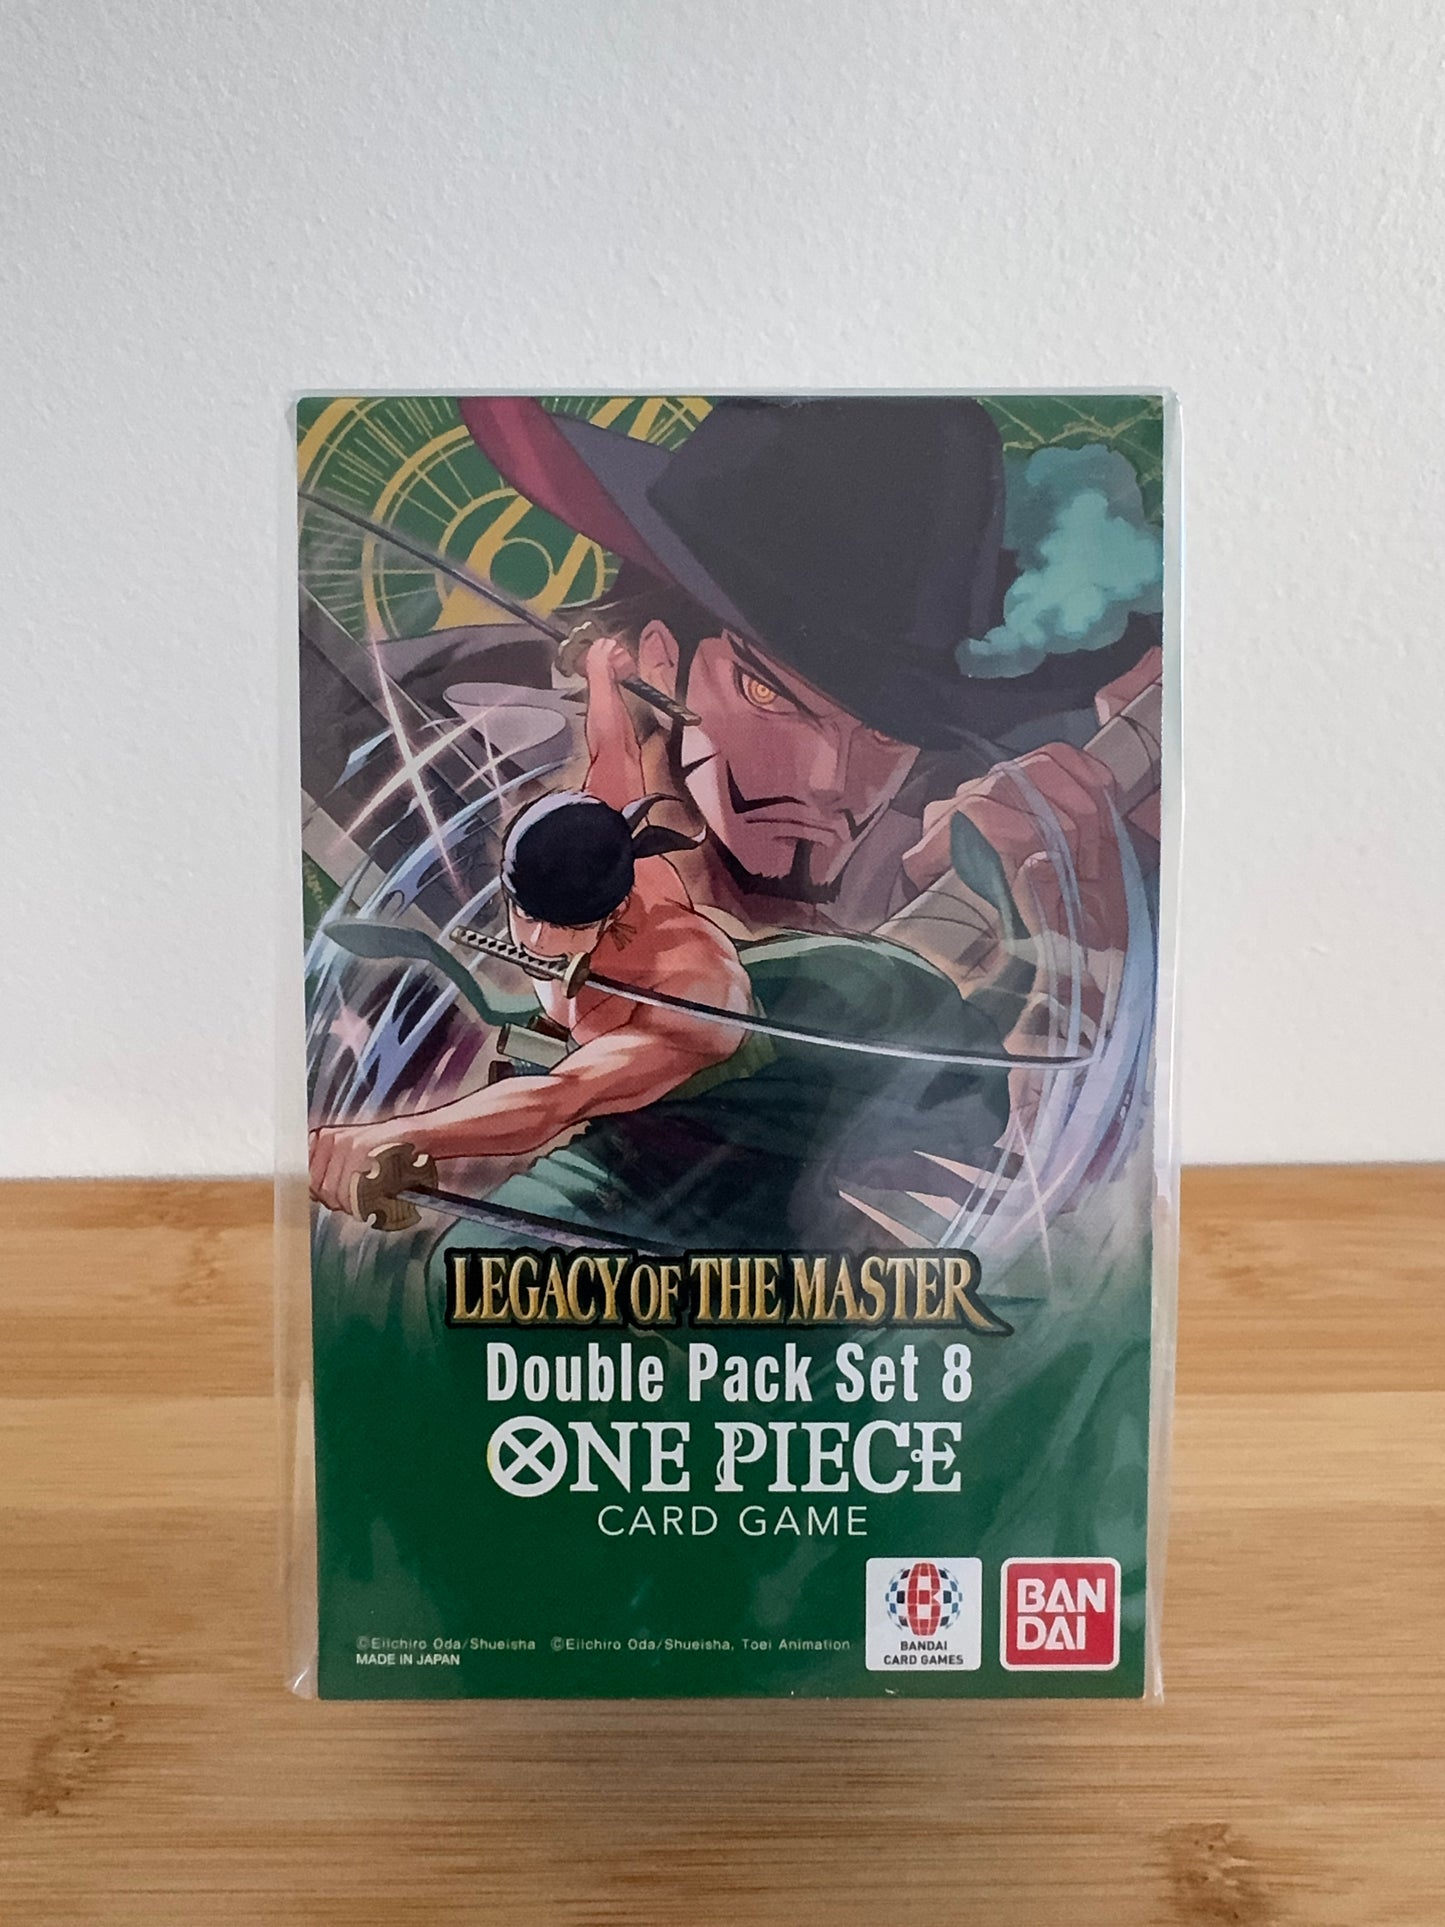 LEGACY OF THE MASTER
Double Pack Set 8
ONE PIECE
CARD GAME
©Eiichiro Oda/Shueisha ©Eiichiro Oda/Shueisha, Toei Animation
MADE IN JAPAN
B
BANDAI
CARD GAMES
BAN
DAI